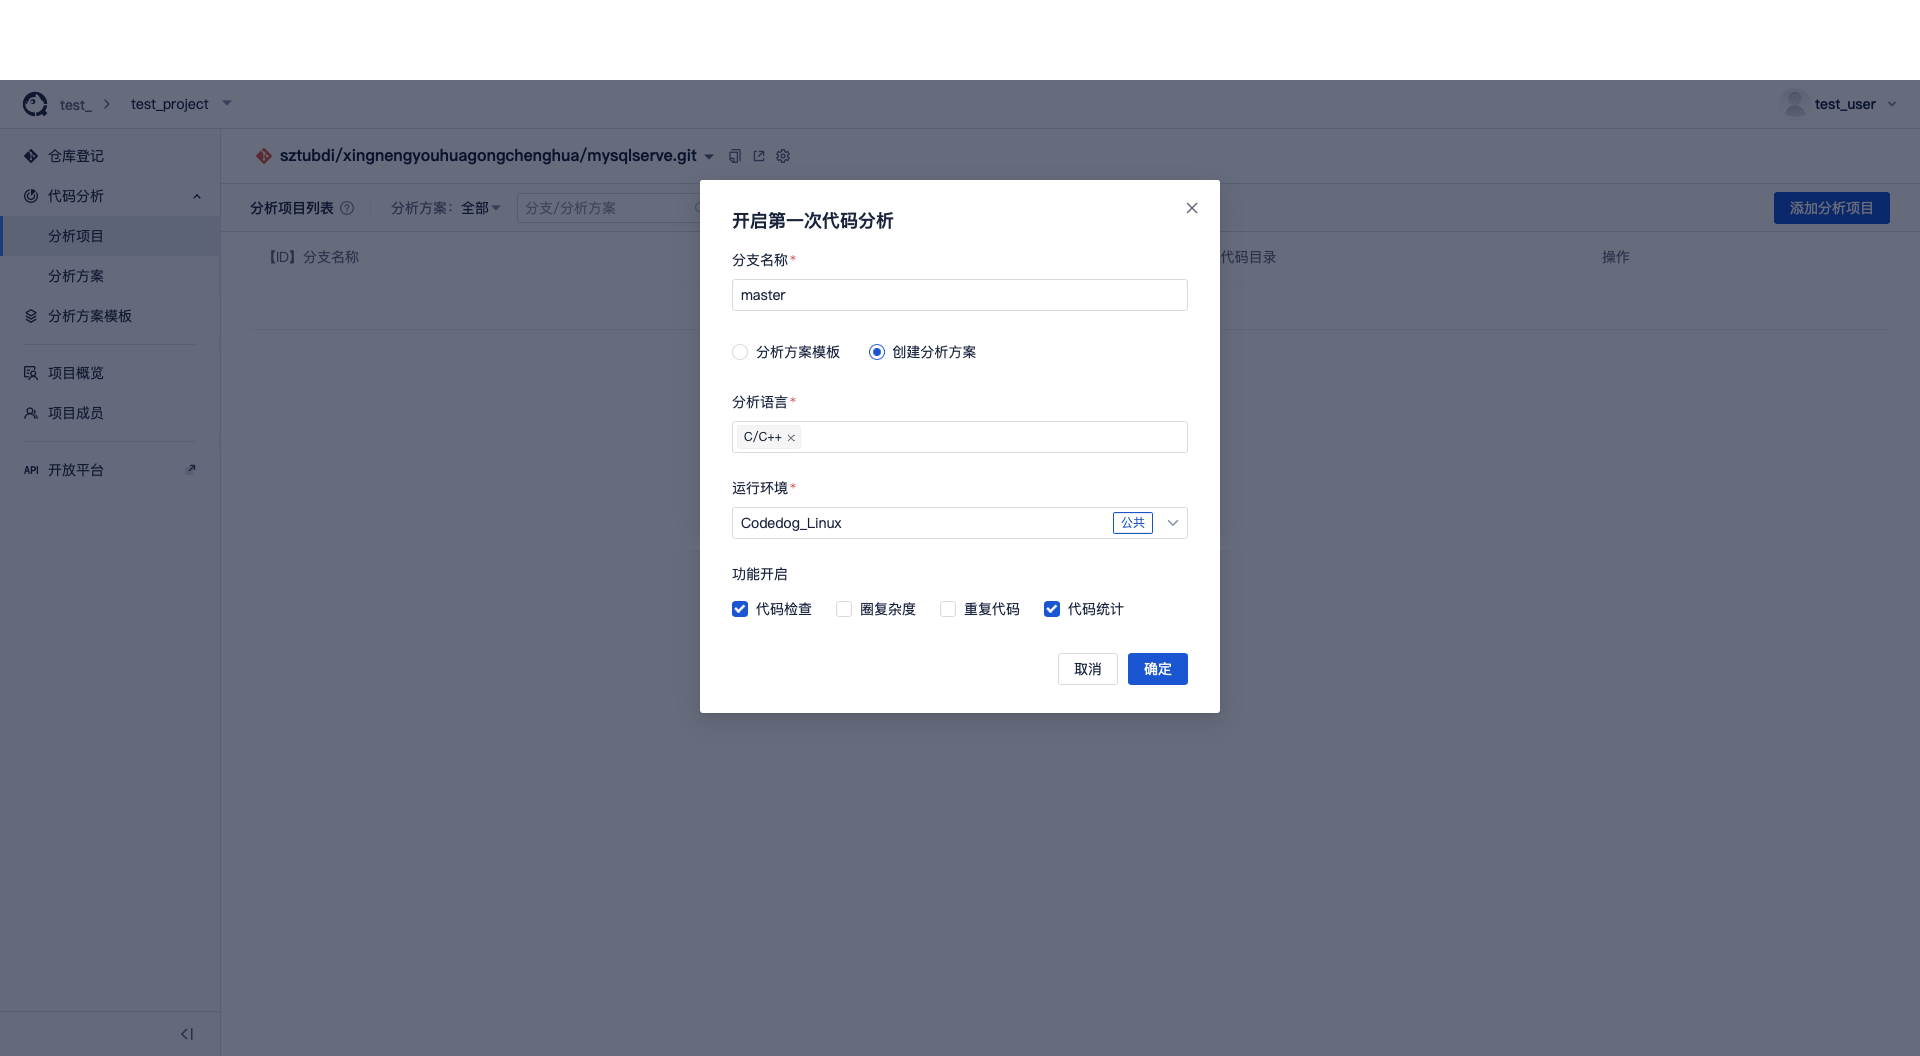 test_ test_project test_user
仓库登记
代码分析
分析项目
分析方案
分析方案模板
项目概览
项目成员
API 开放平台
sztubdi/xingnengyouhuagongchenghua/mysqlserve.git
分析项目列表 分析方案：全部 分支/分析方案 添加分析项目
【ID】分支名称 代码目录 操作
开启第一次代码分析
分支名称*
master
分析方案模板 创建分析方案
分析语言*
C/C++
运行环境*
Codedog_Linux 公共
功能开启
代码检查 圈复杂度 重复代码 代码统计
取消 确定